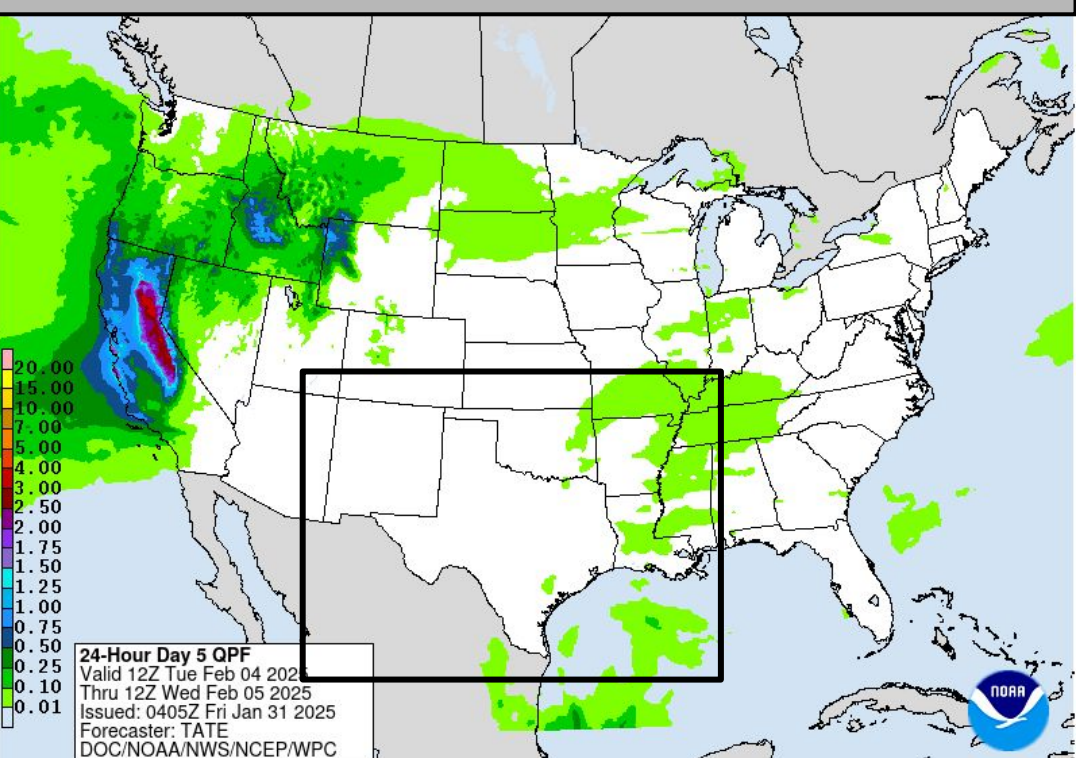 20.00
15.00
10.00
7.00
5.00
4.00
3.00
2.50
2.00
1.75
1.50
1.25
1.00
0.75
0.50
0.25
0.10
0.01
24-Hour Day 5 QPF
Valid 12Z Tue Feb 04 2025
Thru 12Z Wed Feb 05 2025
Issued: 0405Z Fri Jan 31 2025
Forecaster: TATE
DOC/NOAA/NWS/NCEP/WPC
NOAA